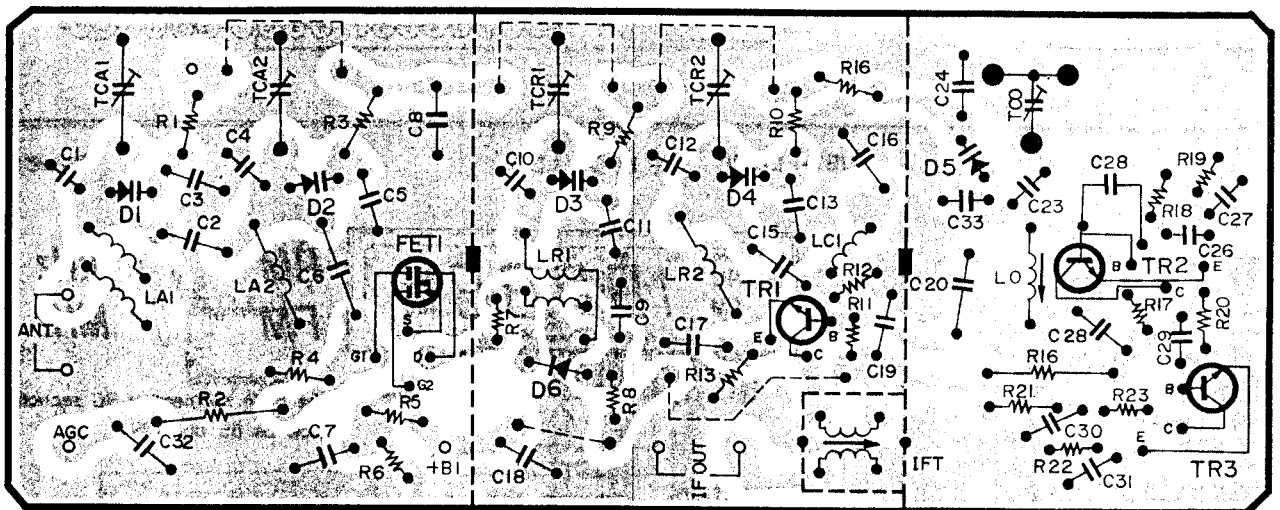 TCA1
TCA2
TCR1
TCR2
R16
C24
TC0
R1
C4
R3
C8
R9
R10
C16
C1
C3
C10
C12
D5
C28
R19
D1
D2
C5
D3
D4
C13
C33
C23
R18
C27
C2
C11
C26
FET1
C15
LC1
LA1
LA2
C6
LR1
LR2
R12
TR1
C20
LO
B
TR2
E
C
ANT
S
R7
C9
E
B
R11
R17
R20
G1
D
C17
C
C19
C28
C29
R4
G2
D6
R13
R16
B
R2
R5
R8
R21
R23
C
AGC
C32
C7
R6
+B1
C18
IF OUT
IFT
C30
R22
C31
E
TR3